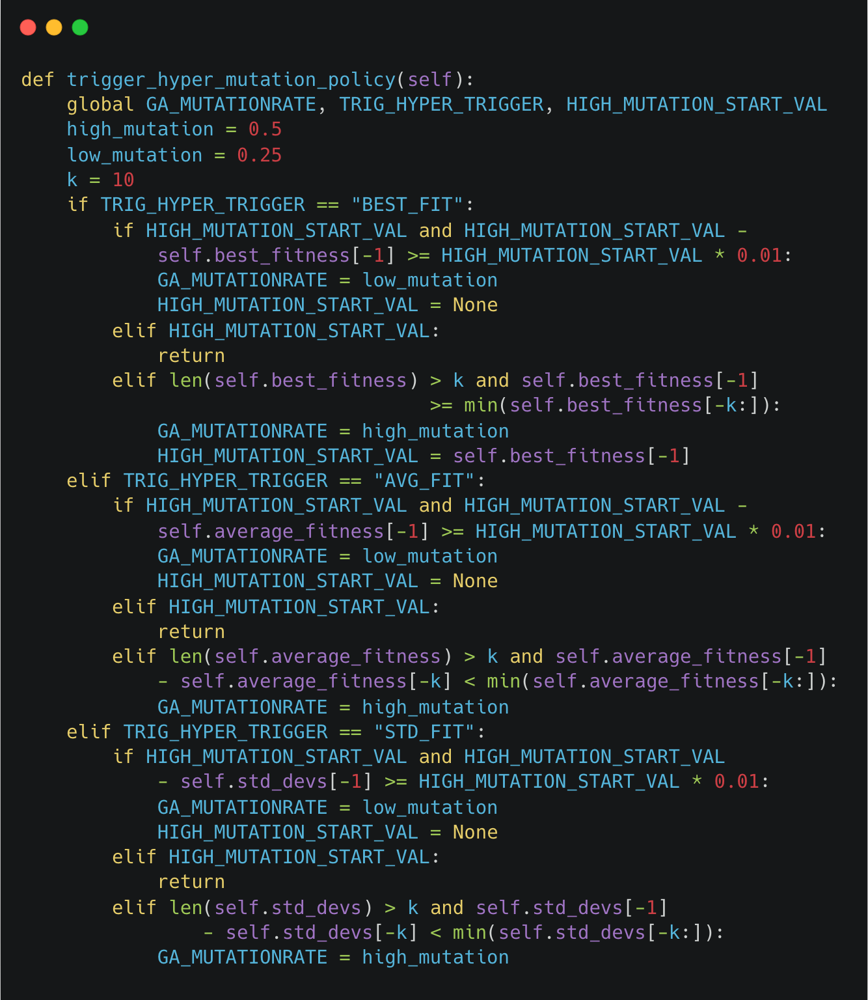 def trigger_hyper_mutation_policy(self):
    global GA_MUTATIONRATE, TRIG_HYPER_TRIGGER, HIGH_MUTATION_START_VAL
    high_mutation = 0.5
    low_mutation = 0.25
    k = 10
    if TRIG_HYPER_TRIGGER == "BEST_FIT":
        if HIGH_MUTATION_START_VAL and HIGH_MUTATION_START_VAL -
            self.best_fitness[-1] >= HIGH_MUTATION_START_VAL * 0.01:
            GA_MUTATIONRATE = low_mutation
            HIGH_MUTATION_START_VAL = None
        elif HIGH_MUTATION_START_VAL:
            return
        elif len(self.best_fitness) > k and self.best_fitness[-1]
                                    >= min(self.best_fitness[-k:]):
            GA_MUTATIONRATE = high_mutation
            HIGH_MUTATION_START_VAL = self.best_fitness[-1]
    elif TRIG_HYPER_TRIGGER == "AVG_FIT":
        if HIGH_MUTATION_START_VAL and HIGH_MUTATION_START_VAL -
            self.average_fitness[-1] >= HIGH_MUTATION_START_VAL * 0.01:
            GA_MUTATIONRATE = low_mutation
            HIGH_MUTATION_START_VAL = None
        elif HIGH_MUTATION_START_VAL:
            return
        elif len(self.average_fitness) > k and self.average_fitness[-1]
            - self.average_fitness[-k] < min(self.average_fitness[-k:]):
            GA_MUTATIONRATE = high_mutation
    elif TRIG_HYPER_TRIGGER == "STD_FIT":
        if HIGH_MUTATION_START_VAL and HIGH_MUTATION_START_VAL
            - self.std_devs[-1] >= HIGH_MUTATION_START_VAL * 0.01:
            GA_MUTATIONRATE = low_mutation
            HIGH_MUTATION_START_VAL = None
        elif HIGH_MUTATION_START_VAL:
            return
        elif len(self.std_devs) > k and self.std_devs[-1]
                - self.std_devs[-k] < min(self.std_devs[-k:]):
            GA_MUTATIONRATE = high_mutation